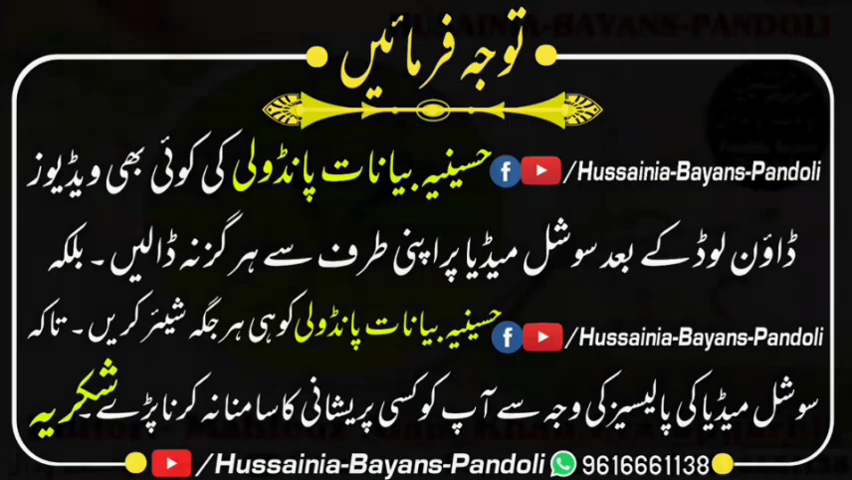 توجہ فرمائیں
/Hussainia-Bayans-Pandoli حسینیہ بیانات پانڈولی کی کوئی بھی ویڈیوز
ڈاؤن لوڈ کے بعد سوشل میڈیا پر اپنی طرف سے ہرگز نہ ڈالیں۔ بلکہ
/Hussainia-Bayans-Pandoli حسینیہ بیانات پانڈولی کو ہی ہر جگہ شیئر کریں۔ تاکہ
سوشل میڈیا کی پالیسیز کی وجہ سے آپ کو کسی پریشانی کا سامنا نہ کرنا پڑے۔ شکریہ
/Hussainia-Bayans-Pandoli 9616661138
HUSAINIA-BAYANS-PANDOLI